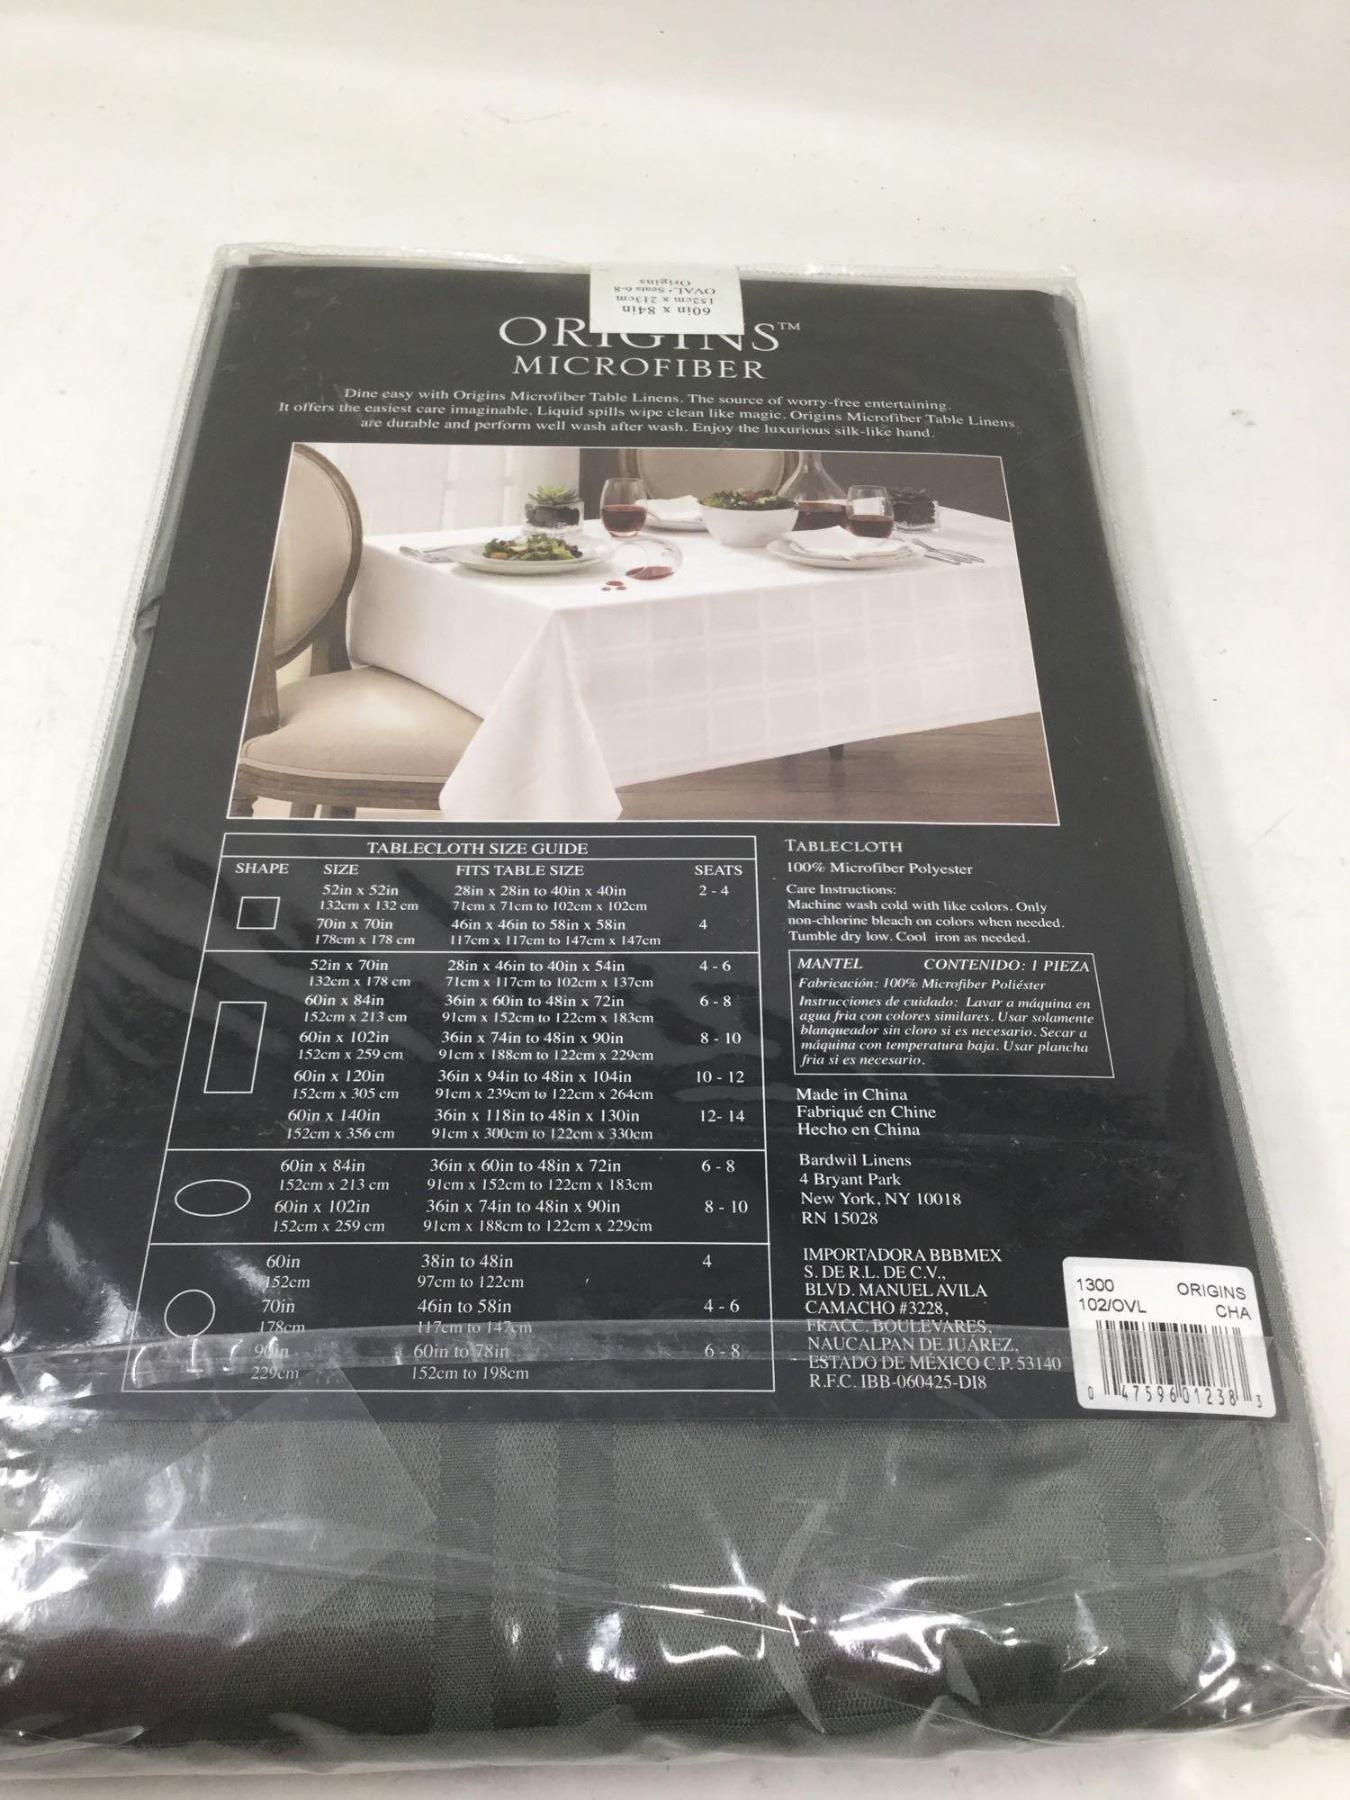 60in x 84in
152cm x 213cm
OVAL • Seats 6-8
Origins
ORIGINS™
MICROFIBER
Dine easy with Origins Microfiber Table Linens. The source of worry-free entertaining.
It offers the easiest care imaginable. Liquid spills wipe clean like magic. Origins Microfiber Table Linens
are durable and perform well wash after wash. Enjoy the luxurious silk-like hand.
TABLECLOTH SIZE GUIDE
SHAPE SIZE FITS TABLE SIZE SEATS
52in x 52in 28in x 28in to 40in x 40in 2 - 4
132cm x 132 cm 71cm x 71cm to 102cm x 102cm
70in x 70in 46in x 46in to 58in x 58in 4
178cm x 178 cm 117cm x 117cm to 147cm x 147cm
52in x 70in 28in x 46in to 40in x 54in 4 - 6
132cm x 178 cm 71cm x 117cm to 102cm x 137cm
60in x 84in 36in x 60in to 48in x 72in 6 - 8
152cm x 213 cm 91cm x 152cm to 122cm x 183cm
60in x 102in 36in x 74in to 48in x 90in 8 - 10
152cm x 259 cm 91cm x 188cm to 122cm x 229cm
60in x 120in 36in x 94in to 48in x 104in 10 - 12
152cm x 305 cm 91cm x 239cm to 122cm x 264cm
60in x 140in 36in x 118in to 48in x 130in 12- 14
152cm x 356 cm 91cm x 300cm to 122cm x 330cm
60in x 84in 36in x 60in to 48in x 72in 6 - 8
152cm x 213 cm 91cm x 152cm to 122cm x 183cm
60in x 102in 36in x 74in to 48in x 90in 8 - 10
152cm x 259 cm 91cm x 188cm to 122cm x 229cm
60in 38in to 48in 4
152cm 97cm to 122cm
70in 46in to 58in 4 - 6
178cm 117cm to 147cm
90in 60in to 78in 6 - 8
229cm 152cm to 198cm
TABLECLOTH
100% Microfiber Polyester
Care Instructions:
Machine wash cold with like colors. Only
non-chlorine bleach on colors when needed.
Tumble dry low. Cool iron as needed.
MANTEL CONTENIDO: 1 PIEZA
Fabricación: 100% Microfiber Poliéster
Instrucçiones de cuidado: Lavar a máquina en
agua fria con colores similares. Usar solamente
blanqueador sin cloro si es necesario. Secar a
máquina con temperatura baja. Usar plancha
fria si es necesario.
Made in China
Fabriqué en Chine
Hecho en China
Bardwil Linens
4 Bryant Park
New York, NY 10018
RN 15028
IMPORTADORA BBBMEX
S. DE R.L. DE C.V.,
BLVD. MANUEL AVILA
CAMACHO #3228,
FRACC. BOULEVARES,
NAUCALPAN DE JUÁREZ,
ESTADO DE MÉXICO C.P. 53140
R.F.C. IBB-060425-DI8
1300 ORIGINS
102/OVL CHA
0 47596 01238 3